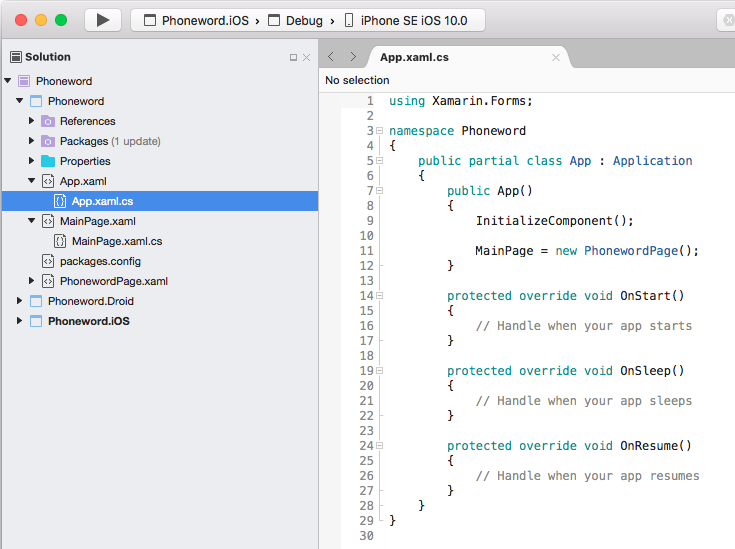 Phoneword.iOS › Debug › iPhone SE iOS 10.0
Solution
Phoneword
Phoneword
References
Packages (1 update)
Properties
App.xaml
App.xaml.cs
MainPage.xaml
MainPage.xaml.cs
packages.config
PhonewordPage.xaml
Phoneword.Droid
Phoneword.iOS
App.xaml.cs
No selection
1 using Xamarin.Forms;
2
3 namespace Phoneword
4 {
5     public partial class App : Application
6     {
7         public App()
8         {
9             InitializeComponent();
10
11             MainPage = new PhonewordPage();
12         }
13
14         protected override void OnStart()
15         {
16             // Handle when your app starts
17         }
18
19         protected override void OnSleep()
20         {
21             // Handle when your app sleeps
22         }
23
24         protected override void OnResume()
25         {
26             // Handle when your app resumes
27         }
28     }
29 }
30